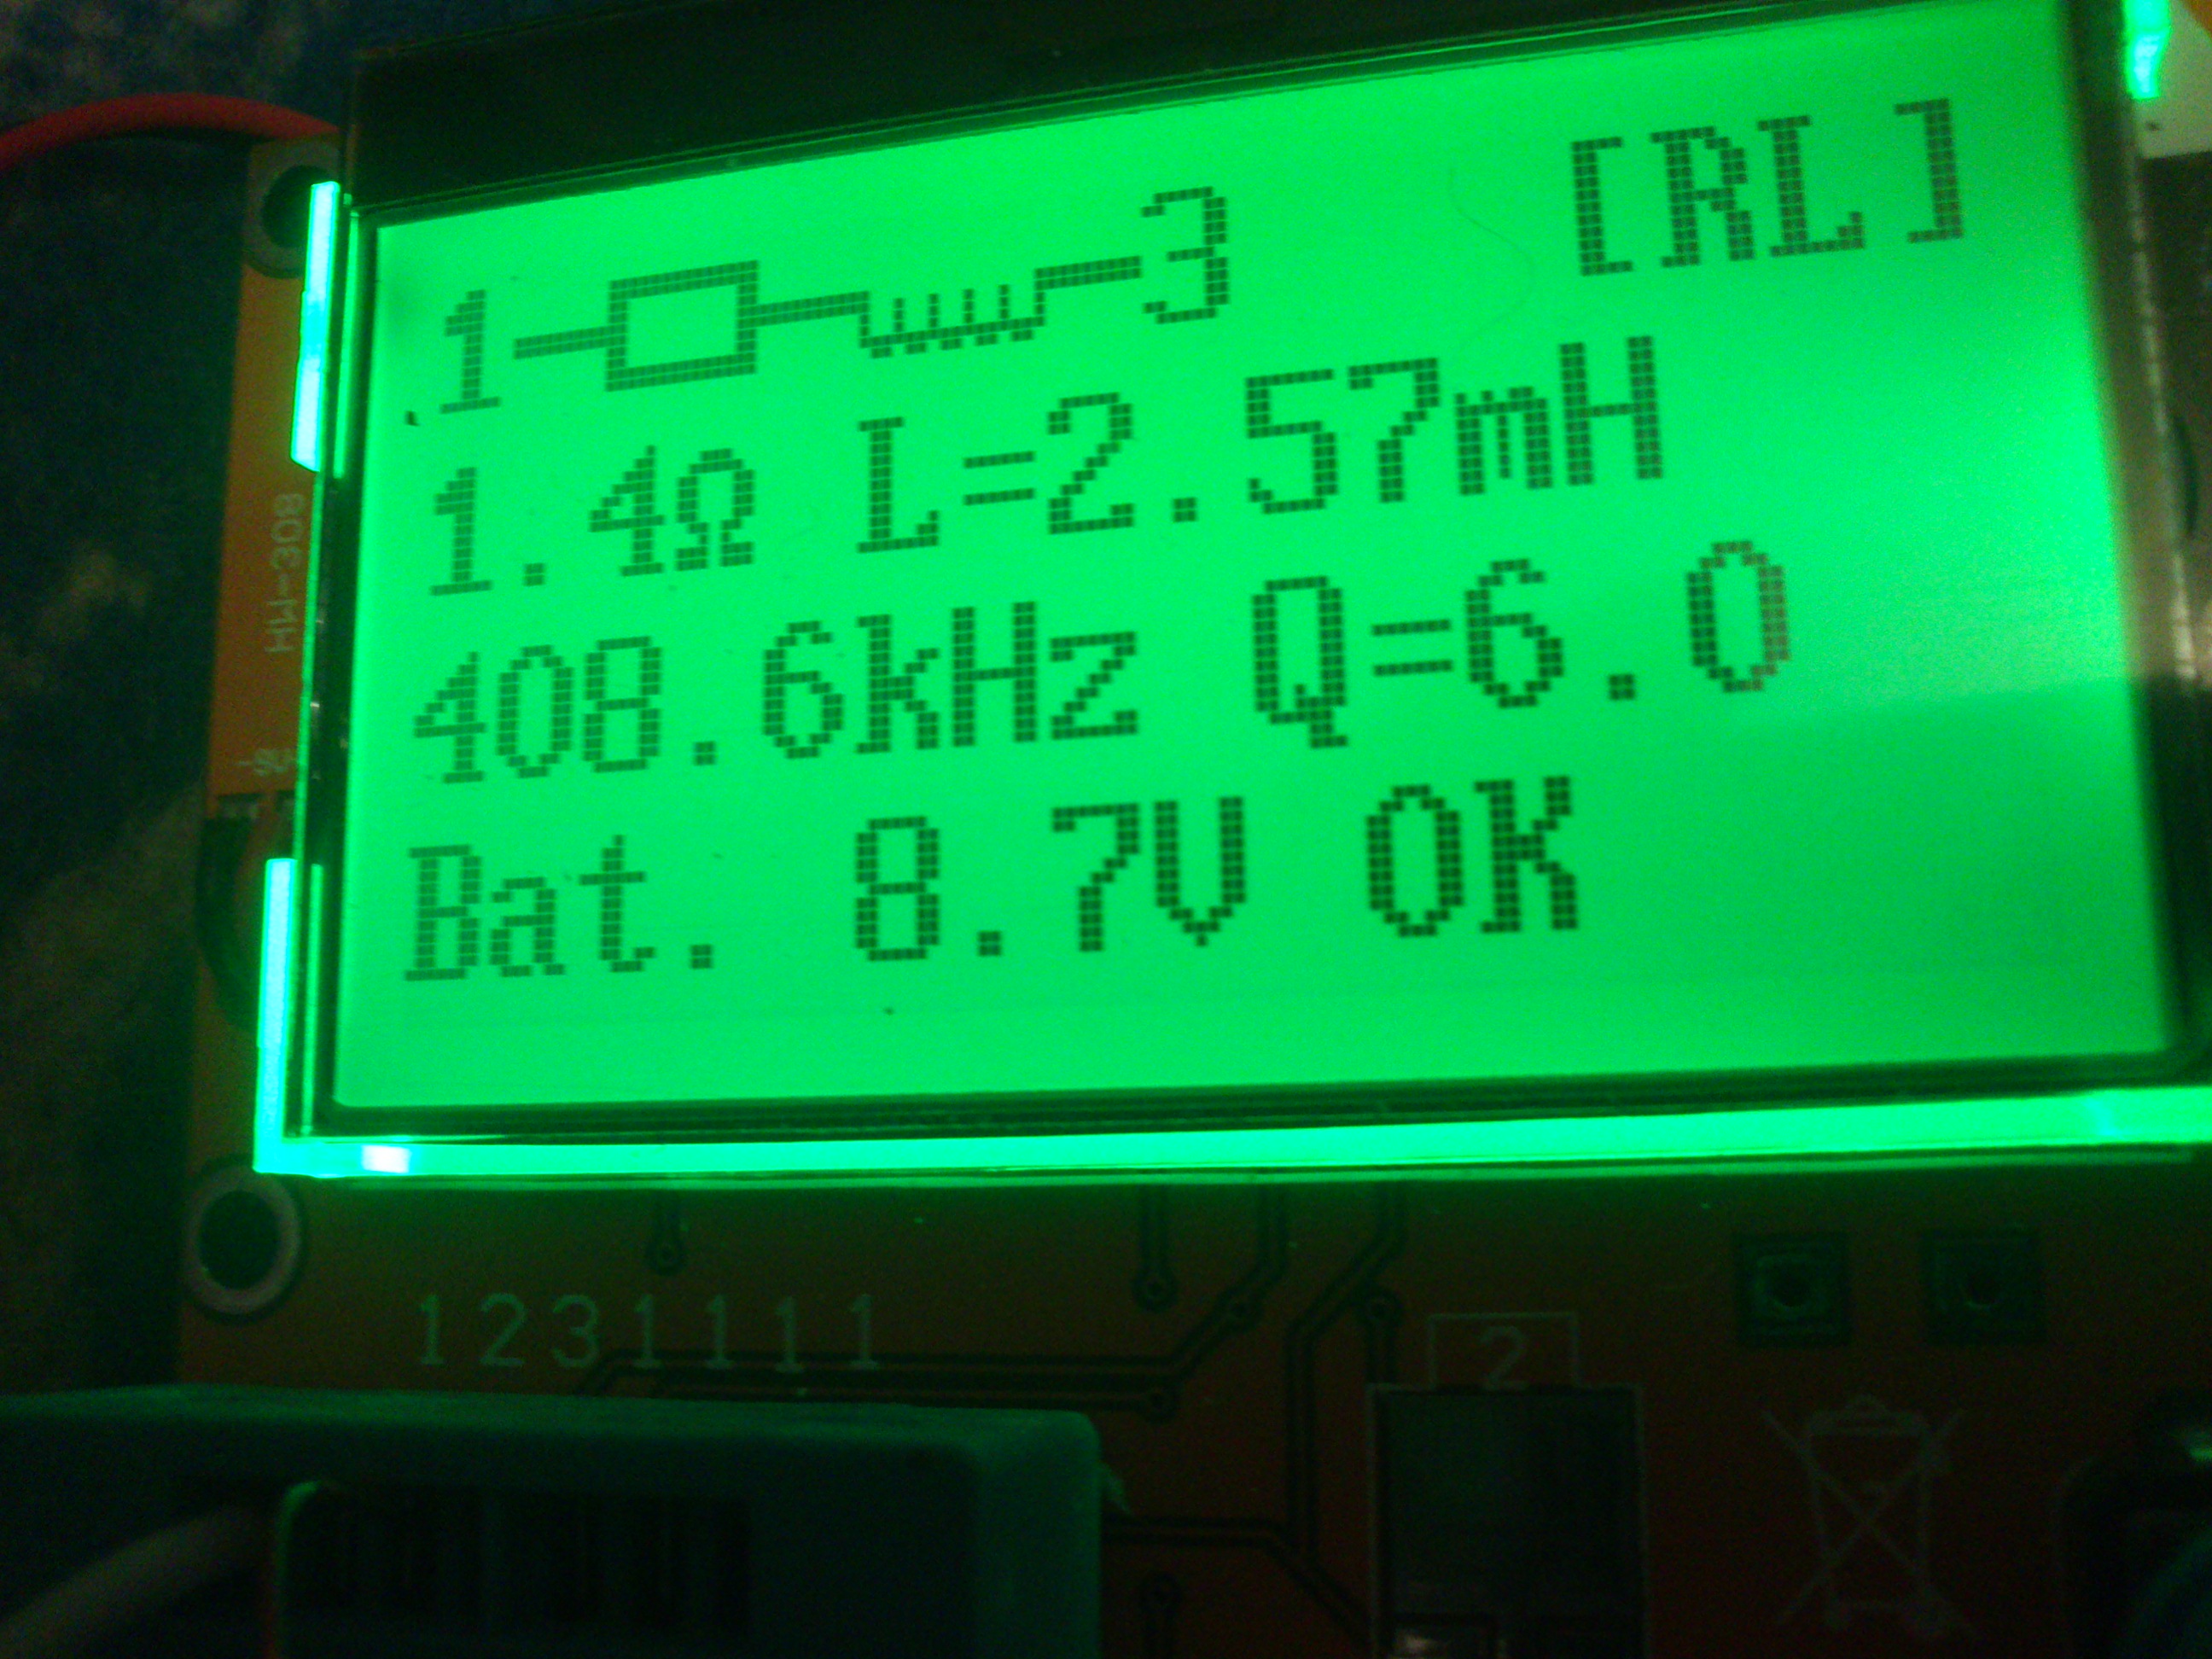 1 3 [RL]
1.4Ω L=2.57mH
408.6kHz Q=6.0
Bat. 8.7V OK
HW-308
1231111
2